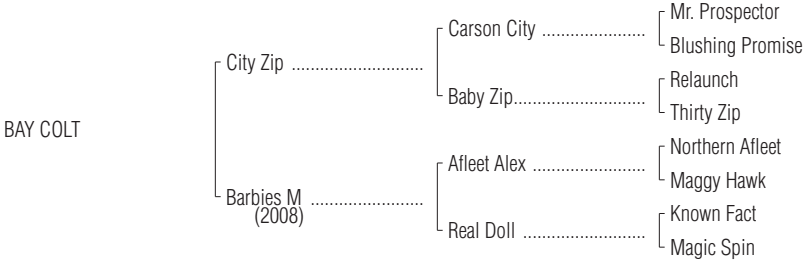 Mr. Prospector
Carson City ......................
Blushing Promise
City Zip ............................
Relaunch
Baby Zip............................
Thirty Zip
BAY COLT
Northern Afleet
Afleet Alex ........................
Maggy Hawk
Barbies M ........................
(2008)
Known Fact
Real Doll ..........................
Magic Spin